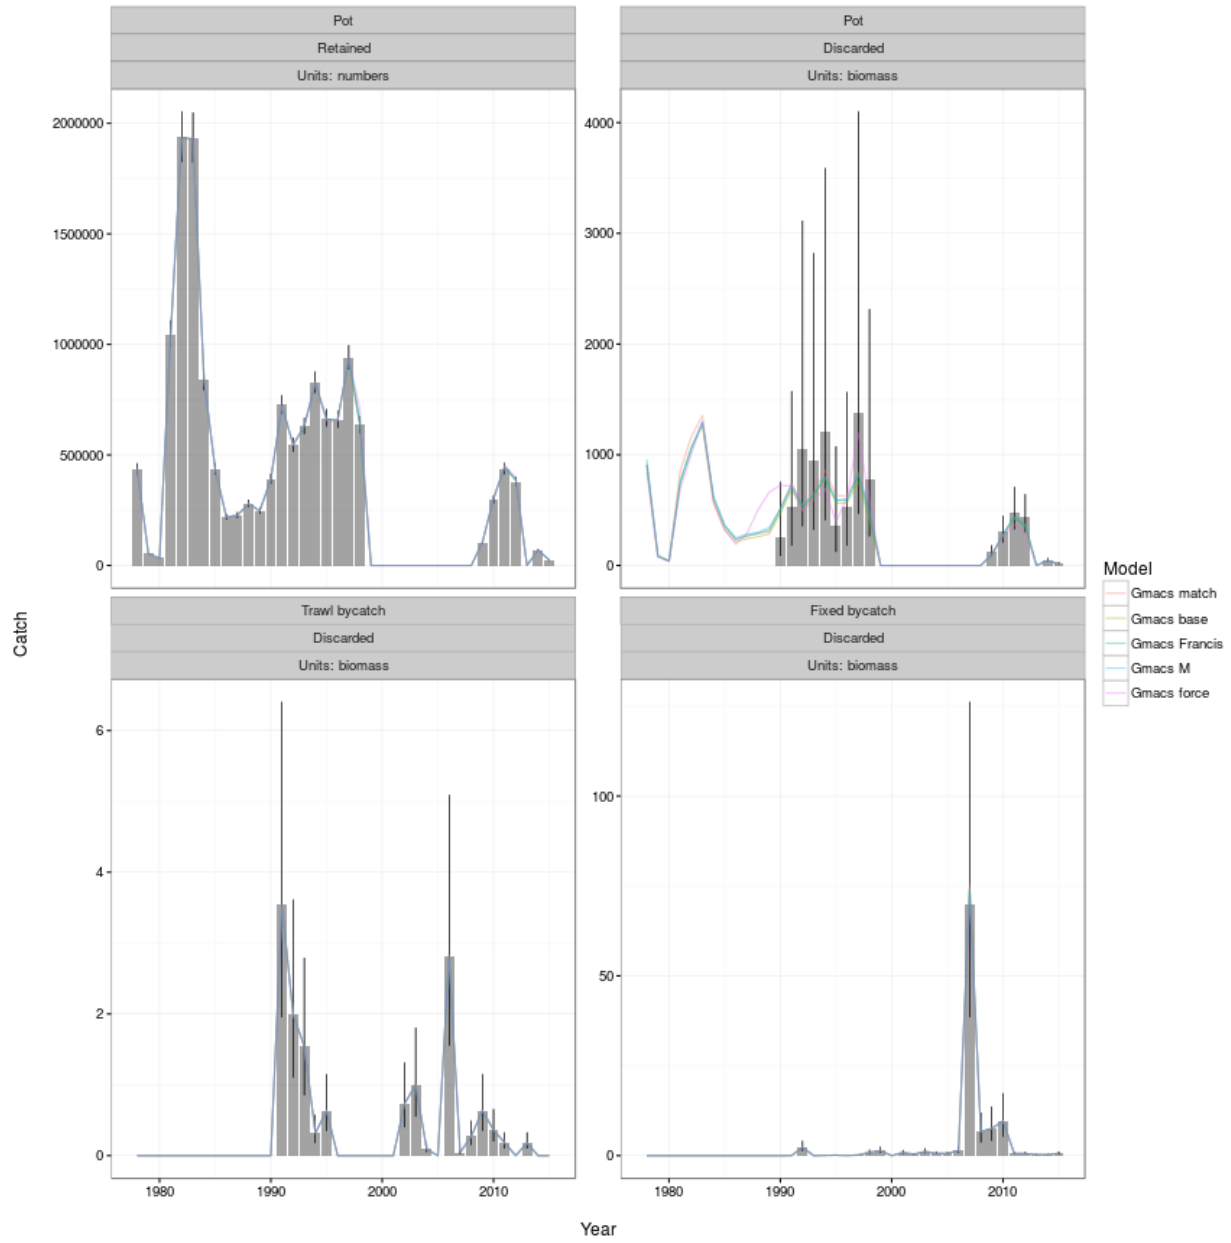 Pot
Retained
Units: numbers
2000000
1500000
1000000
500000
0
Pot
Discarded
Units: biomass
4000
3000
2000
1000
0
Trawl bycatch
Discarded
Units: biomass
6
4
2
0
1980
1990
2000
2010
Fixed bycatch
Discarded
Units: biomass
100
50
0
1980
1990
2000
2010
Catch
Year
Model
Gmacs match
Gmacs base
Gmacs Francis
Gmacs M
Gmacs force